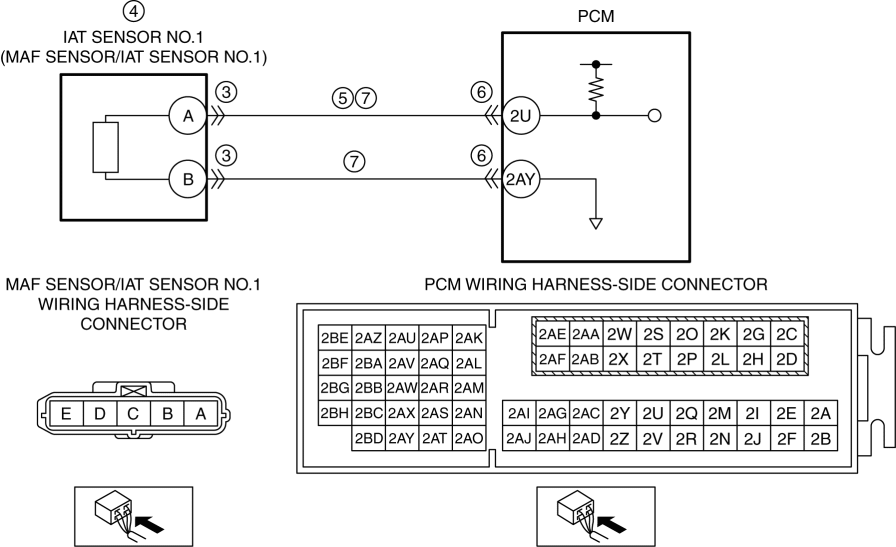 ④
IAT SENSOR NO.1
(MAF SENSOR/IAT SENSOR NO.1)
PCM
A ③ ⑤⑦ ⑥ 2U
B ③ ⑦ ⑥ 2AY
MAF SENSOR/IAT SENSOR NO.1
WIRING HARNESS-SIDE
CONNECTOR
E D C B A
PCM WIRING HARNESS-SIDE CONNECTOR
2BE 2AZ 2AU 2AP 2AK
2BF 2BA 2AV 2AQ 2AL
2BG 2BB 2AW 2AR 2AM
2BH 2BC 2AX 2AS 2AN
2BD 2AY 2AT 2AO
2AE 2AA 2W 2S 2O 2K 2G 2C
2AF 2AB 2X 2T 2P 2L 2H 2D
2AI 2AG 2AC 2Y 2U 2Q 2M 2I 2E 2A
2AJ 2AH 2AD 2Z 2V 2R 2N 2J 2F 2B